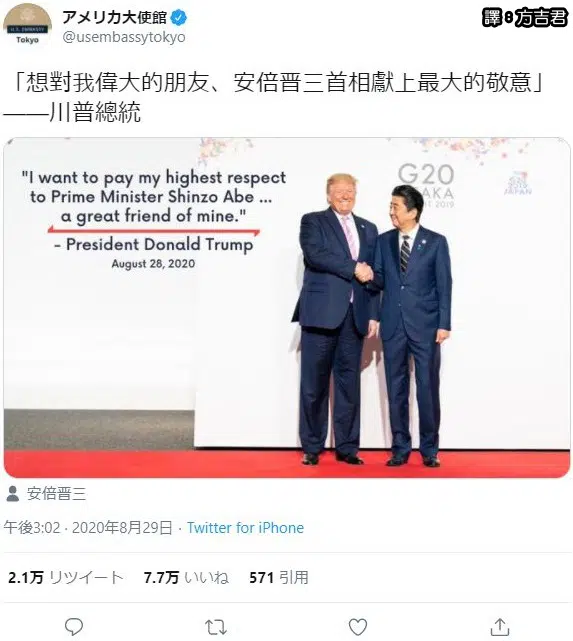 アメリカ大使館
譯：方吉君
U.S. EMBASSY
Tokyo
@usembassytokyo
「想對我偉大的朋友、安倍晋三首相獻上最大的敬意」
——川普總統
"I want to pay my highest respect
to Prime Minister Shinzo Abe ...
a great friend of mine."
- President Donald Trump
August 28, 2020
G20
2019
JAPAN
安倍晋三
午後3:02 · 2020年8月29日 · Twitter for iPhone
2.1万 リツイート 7.7万 いいね 571 引用